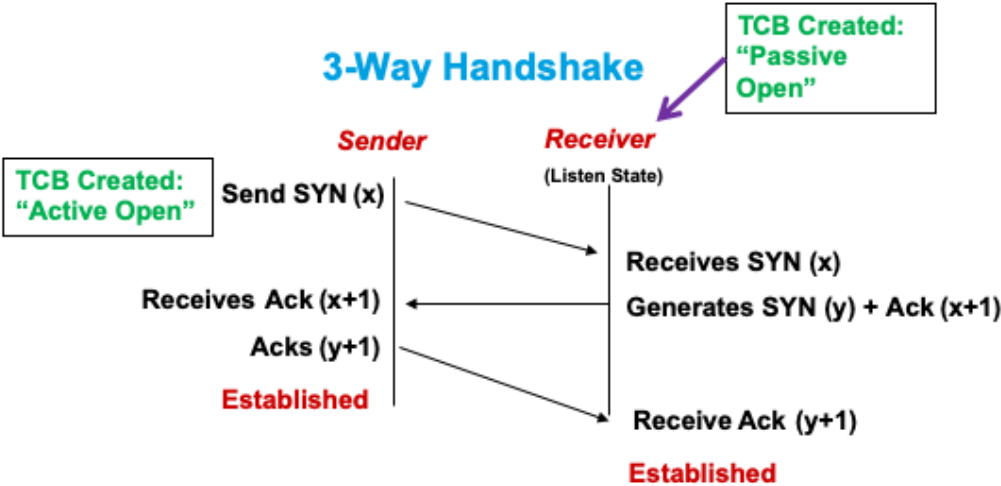 TCB Created:
“Passive
Open”
3-Way Handshake
Sender
Receiver
(Listen State)
TCB Created:
“Active Open”
Send SYN (x)
Receives SYN (x)
Receives Ack (x+1)
Generates SYN (y) + Ack (x+1)
Acks (y+1)
Established
Receive Ack (y+1)
Established